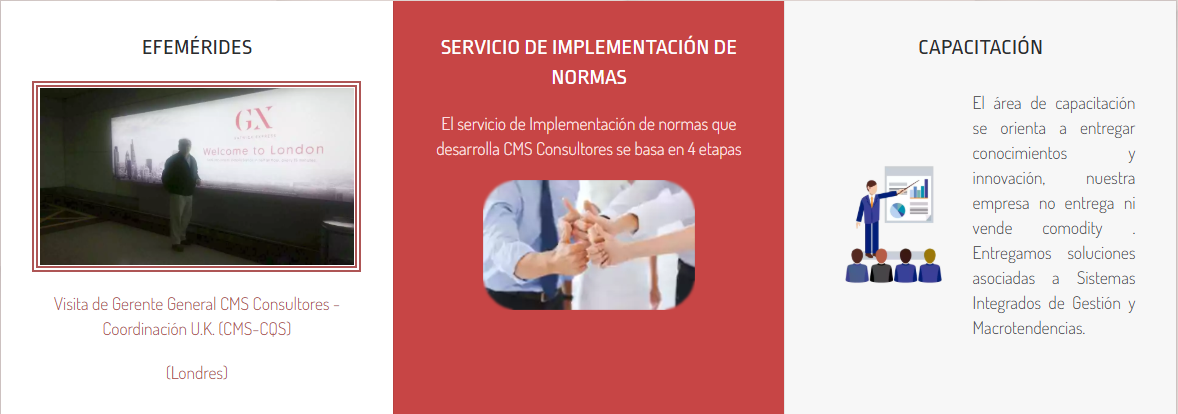 EFEMÉRIDES
GX
Welcome to London
Visita de Gerente General CMS Consultores -
Coordinación U.K. (CMS-CQS)
(Londres)
SERVICIO DE IMPLEMENTACIÓN DE
NORMAS
El servicio de Implementación de normas que
desarrolla CMS Consultores se basa en 4 etapas
CAPACITACIÓN
El área de capacitación
se orienta a entregar
conocimientos y
innovación, nuestra
empresa no entrega ni
vende comodity .
Entregamos soluciones
asociadas a Sistemas
Integrados de Gestión y
Macrotendencias.